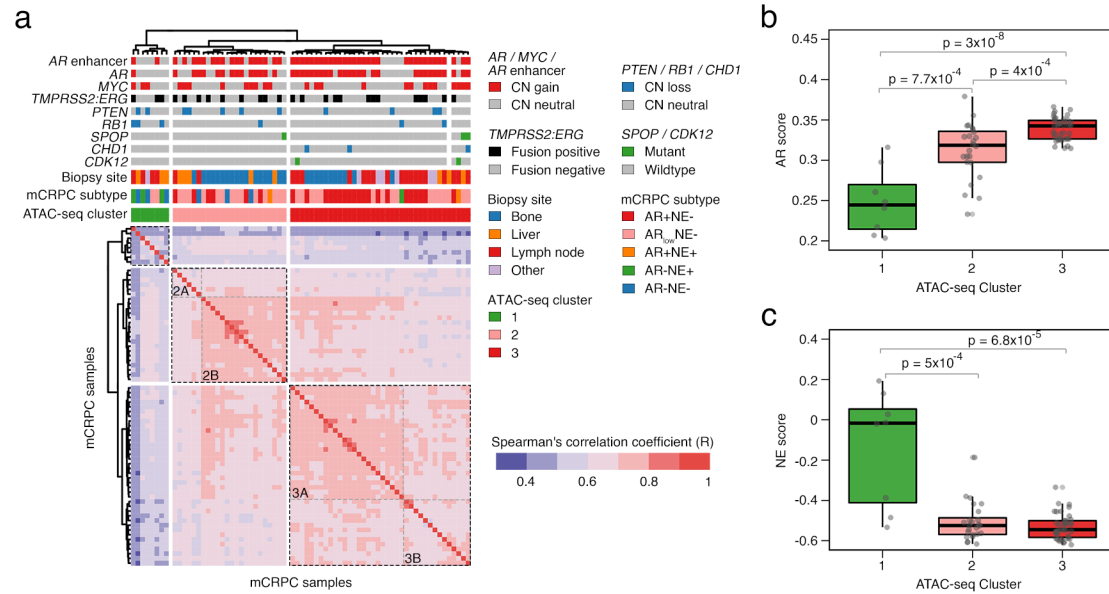 a
AR enhancer
AR
MYC
TMPRSS2:ERG
PTEN
RB1
SPOP
CHD1
CDK12
Biopsy site
mCRPC subtype
ATAC-seq cluster
2A
2B
3A
3B
mCRPC samples
mCRPC samples
AR / MYC /
AR enhancer
CN gain
CN neutral
TMPRSS2:ERG
Fusion positive
Fusion negative
Biopsy site
Bone
Liver
Lymph node
Other
ATAC-seq cluster
1
2
3
PTEN / RB1 / CHD1
CN loss
CN neutral
SPOP / CDK12
Mutant
Wildtype
mCRPC subtype
AR+NE-
ARlowNE-
AR+NE+
AR-NE+
AR-NE-
Spearman's correlation coefficient (R)
0.4 0.6 0.8 1
b
p = 3x10-8
p = 7.7x10-4
p = 4x10-4
AR score
0.45
0.4
0.35
0.3
0.25
0.2
1 2 3
ATAC-seq Cluster
c
p = 6.8x10-5
p = 5x10-4
NE score
0.4
0.2
0
-0.2
-0.4
-0.6
1 2 3
ATAC-seq Cluster